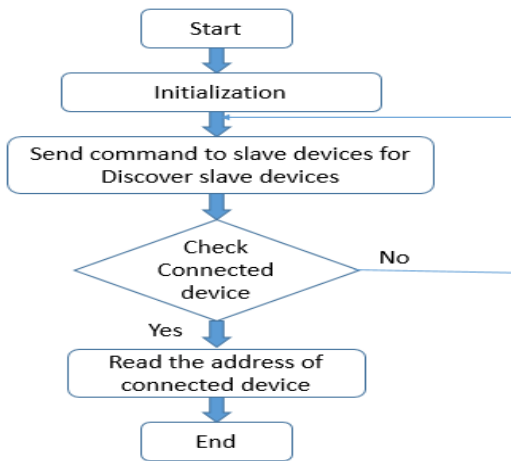 Start
Initialization
Send command to slave devices for
Discover slave devices
Check
Connected
device
No
Yes
Read the address of
connected device
End